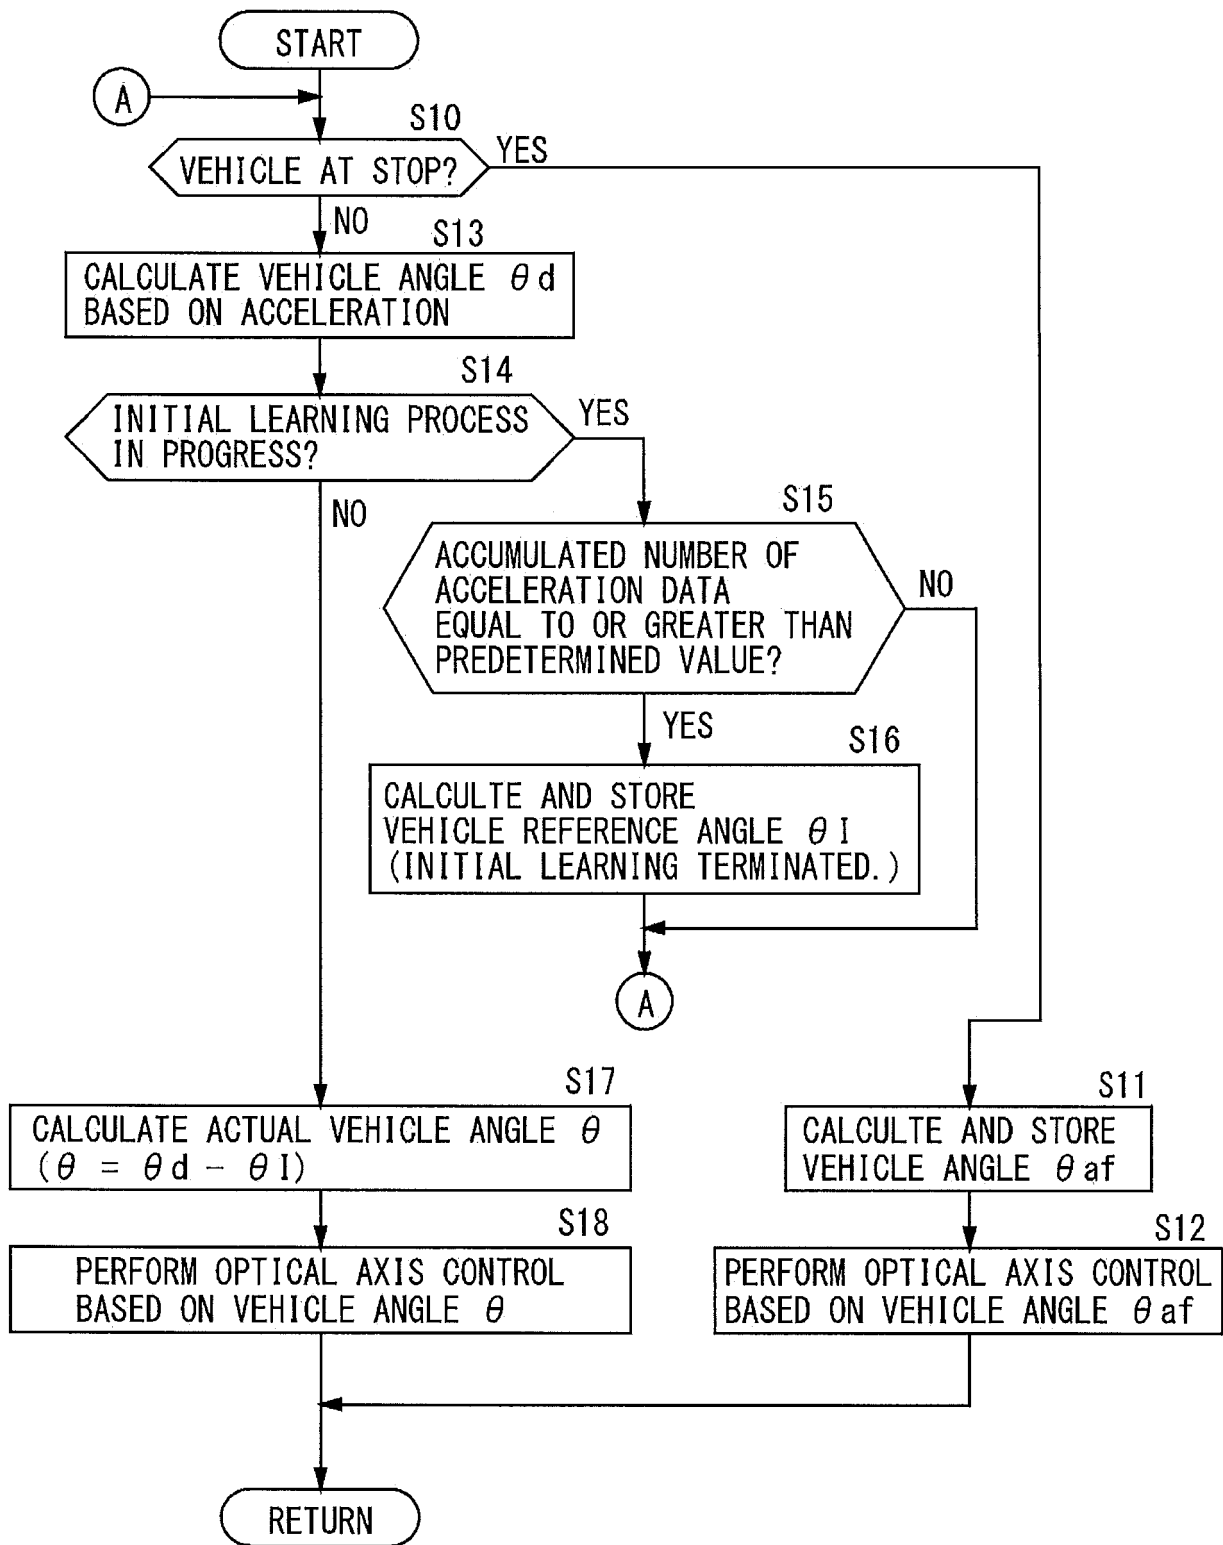 START
A
S10
VEHICLE AT STOP?
YES
NO
S13
CALCULATE VEHICLE ANGLE θd
BASED ON ACCELERATION
S14
INITIAL LEARNING PROCESS
IN PROGRESS?
YES
NO
S15
ACCUMULATED NUMBER OF
ACCELERATION DATA
EQUAL TO OR GREATER THAN
PREDETERMINED VALUE?
NO
YES
S16
CALCULTE AND STORE
VEHICLE REFERENCE ANGLE θI
(INITIAL LEARNING TERMINATED.)
A
S17
CALCULATE ACTUAL VEHICLE ANGLE θ
(θ = θd - θI)
S11
CALCULTE AND STORE
VEHICLE ANGLE θaf
S18
PERFORM OPTICAL AXIS CONTROL
BASED ON VEHICLE ANGLE θ
S12
PERFORM OPTICAL AXIS CONTROL
BASED ON VEHICLE ANGLE θaf
RETURN